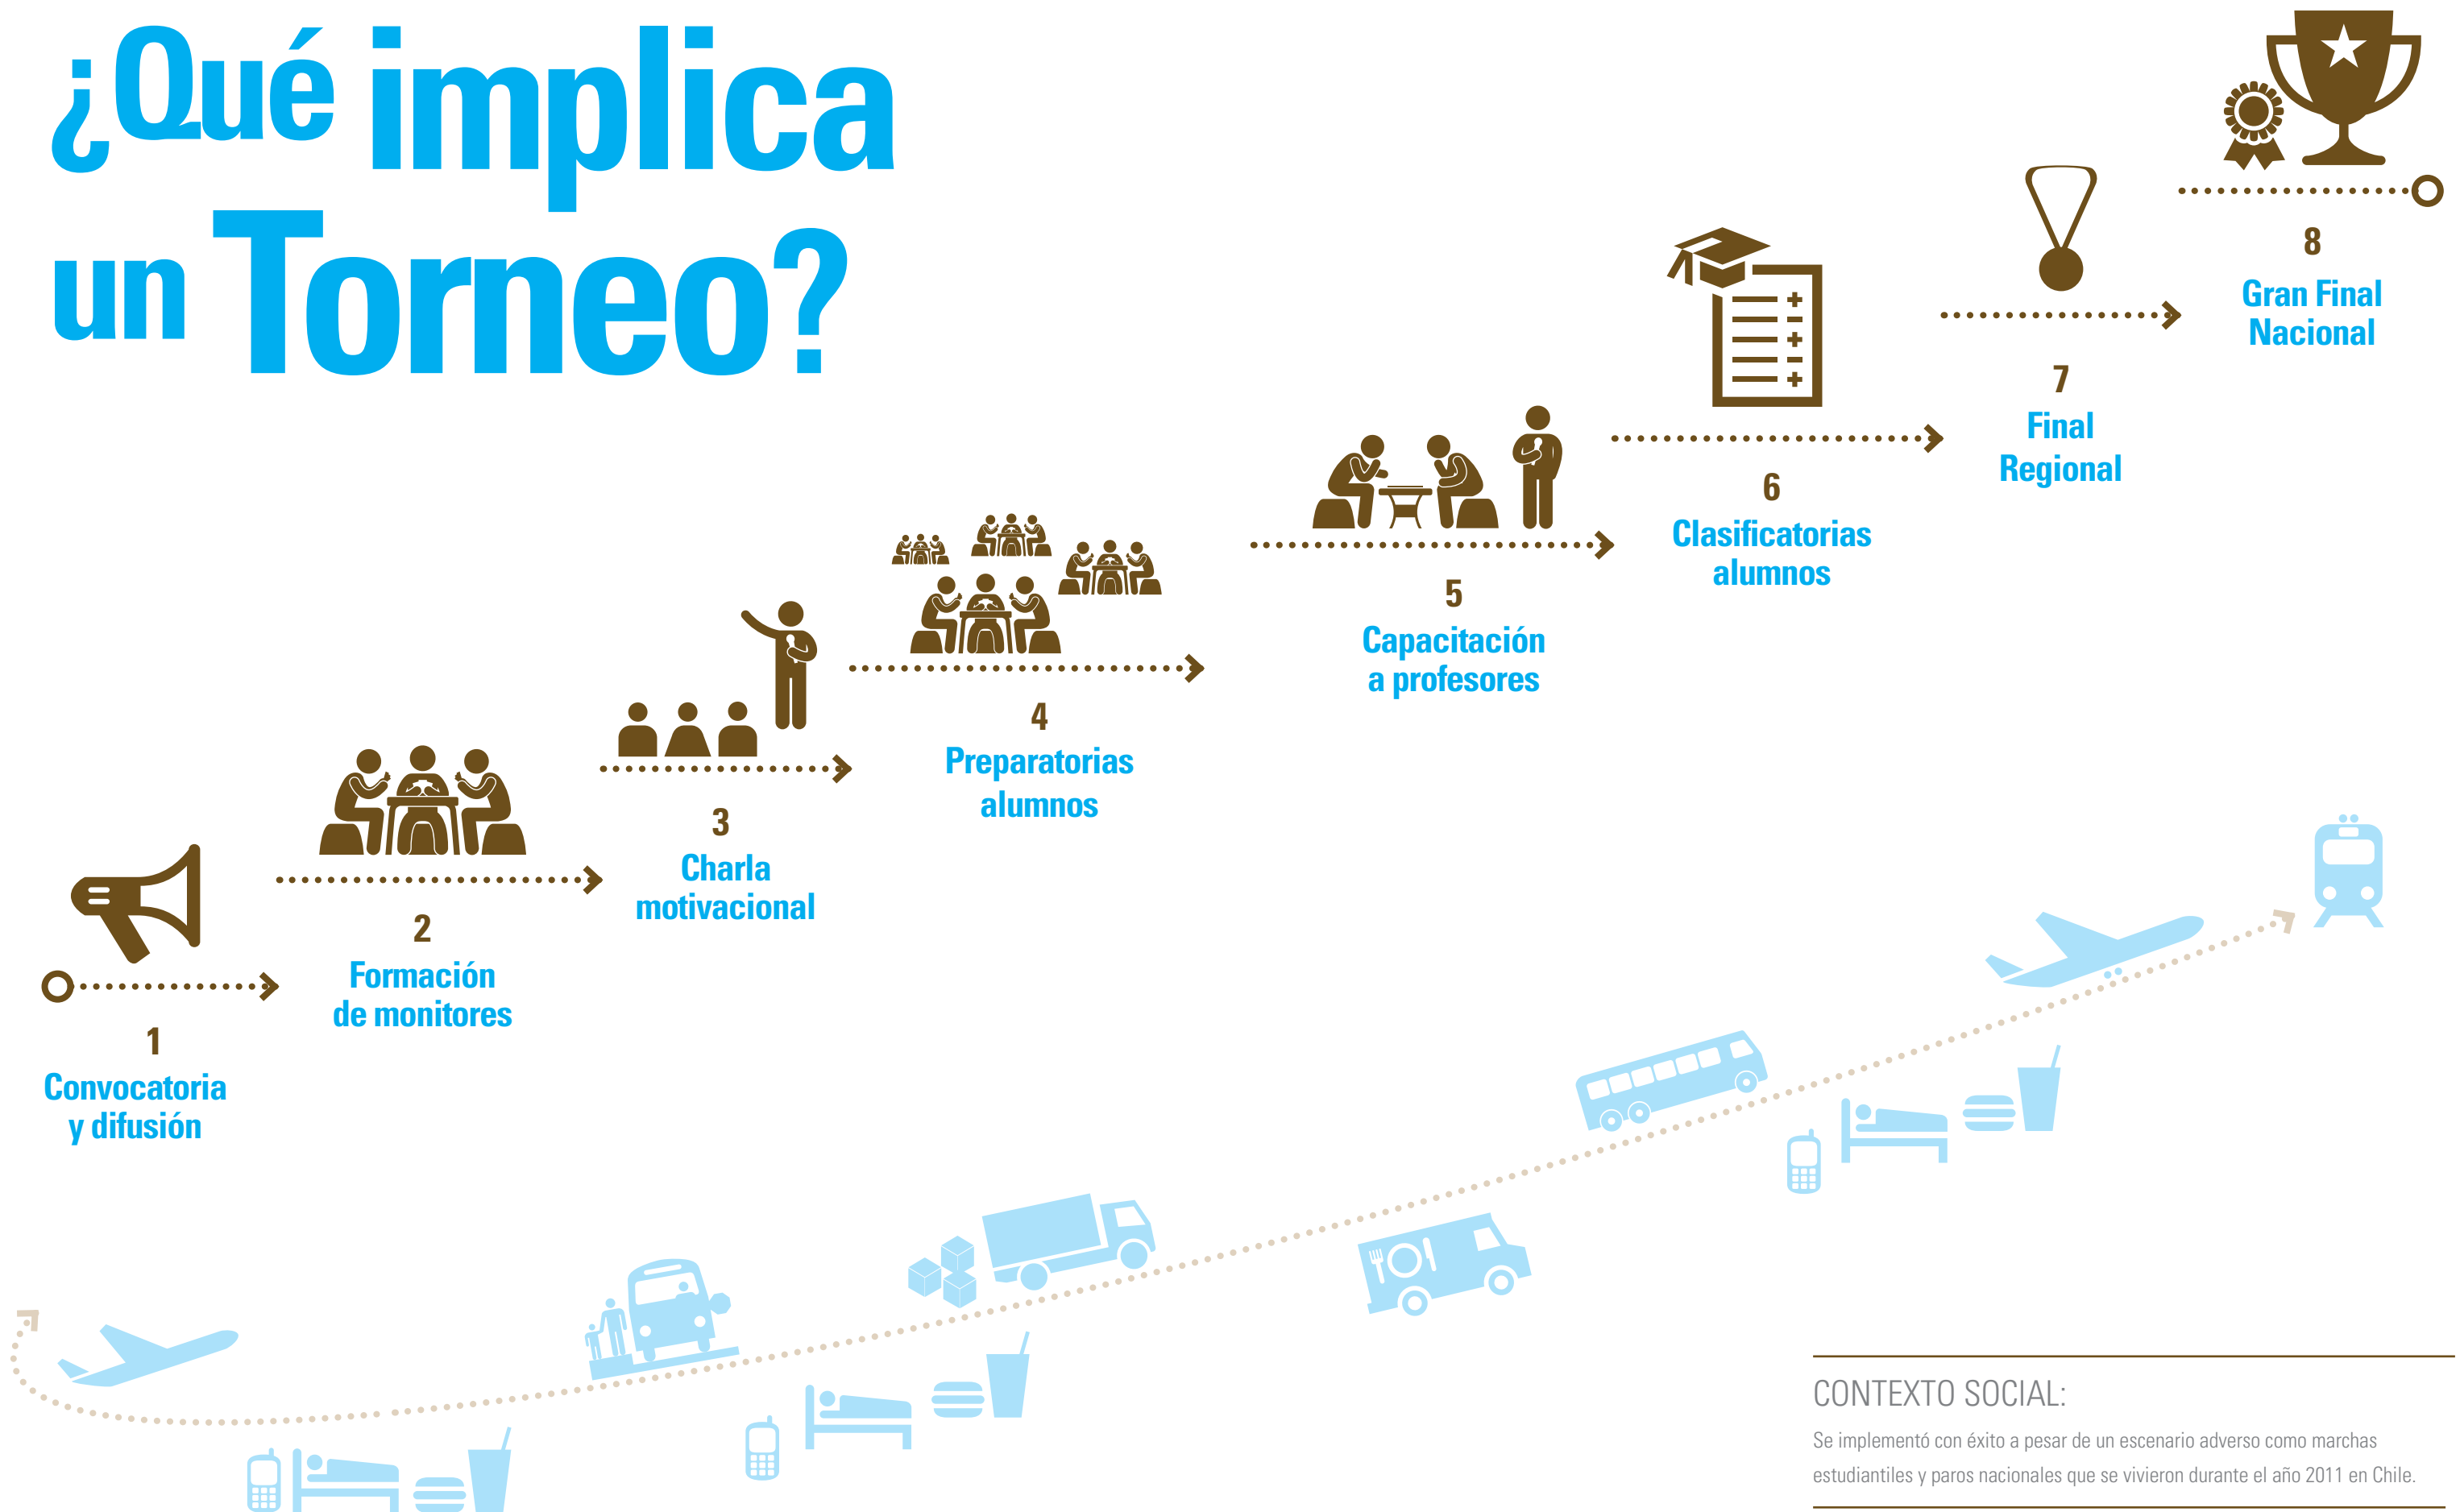 ¿Qué implica
un Torneo?
1
Convocatoria
y difusión
2
Formación
de monitores
3
Charla
motivacional
4
Preparatorias
alumnos
5
Capacitación
a profesores
6
Clasificatorias
alumnos
7
Final
Regional
8
Gran Final
Nacional
CONTEXTO SOCIAL:
Se implementó con éxito a pesar de un escenario adverso como marchas
estudiantiles y paros nacionales que se vivieron durante el año 2011 en Chile.